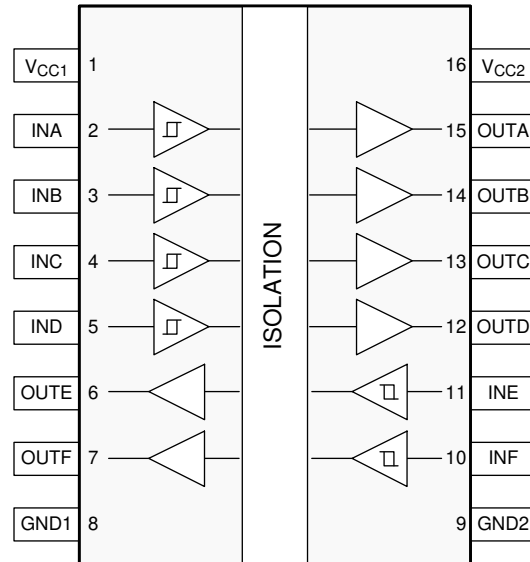 VCC1 1 16 VCC2
INA 2 15 OUTA
INB 3 14 OUTB
INC 4 13 OUTC
IND 5 12 OUTD
OUTE 6 11 INE
OUTF 7 10 INF
GND1 8 9 GND2
ISOLATION